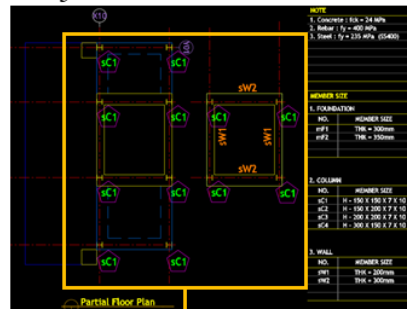 X10
sC1
sC1
sW2
sC1
sC1
sC1
sW1
sW1
sW2
sC1
sC1
sC1
sC1
sC1
sC1
Partial Floor Plan
NOTE
1. Concrete : fck = 24 MPa
2. Rebar : fy = 400 MPa
3. Steel : fy = 235 MPa (SS400)
MEMBER SIZE
1. FOUNDATION
NO. MEMBER SIZE
mF1 THK = 300mm
mF2 THK = 350mm
2. COLUMN
NO. MEMBER SIZE
sC1 H - 150 X 150 X 7 X 10
sC2 H - 150 X 200 X 7 X 10
sC3 H - 200 X 200 X 7 X 10
sC4 H - 300 X 150 X 7 X 10
3. WALL
NO. MEMBER SIZE
sW1 THK = 200mm
sW2 THK = 300mm